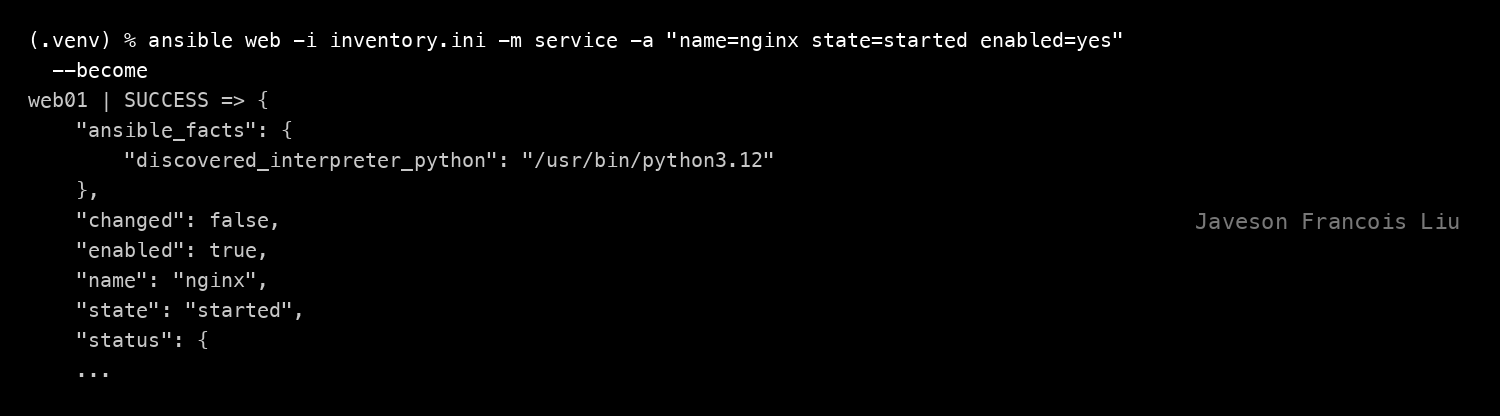 (.venv) % ansible web -i inventory.ini -m service -a "name=nginx state=started enabled=yes"
  --become
web01 | SUCCESS => {
    "ansible_facts": {
        "discovered_interpreter_python": "/usr/bin/python3.12"
    },
    "changed": false,
Javeson Francois Liu
    "enabled": true,
    "name": "nginx",
    "state": "started",
    "status": {
    ...